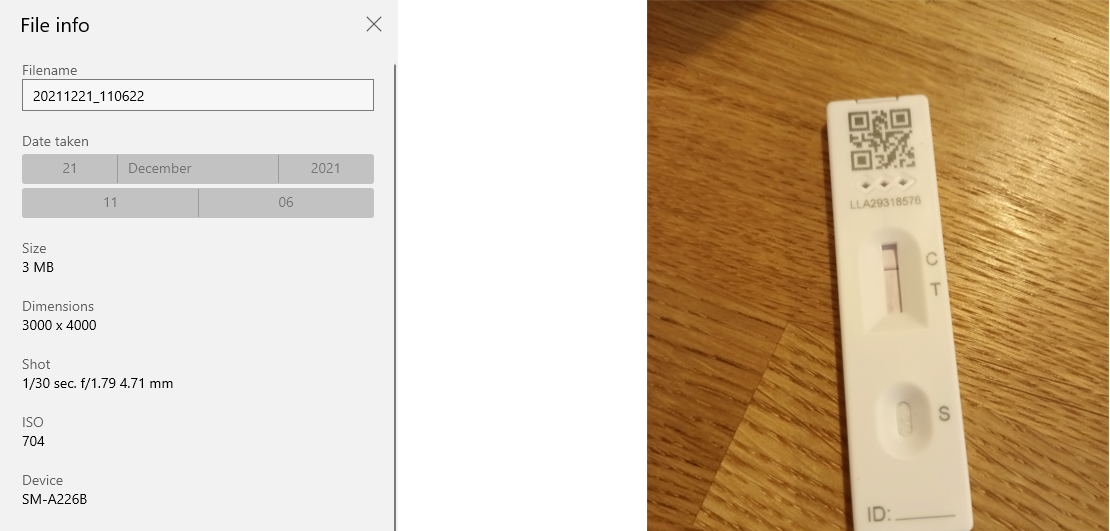 File info
Filename
20211221_110622
Date taken
21 December 2021
11 06
Size
3 MB
Dimensions
3000 x 4000
Shot
1/30 sec. f/1.79 4.71 mm
ISO
704
Device
SM-A226B
LLA29318576
C
T
S
ID: